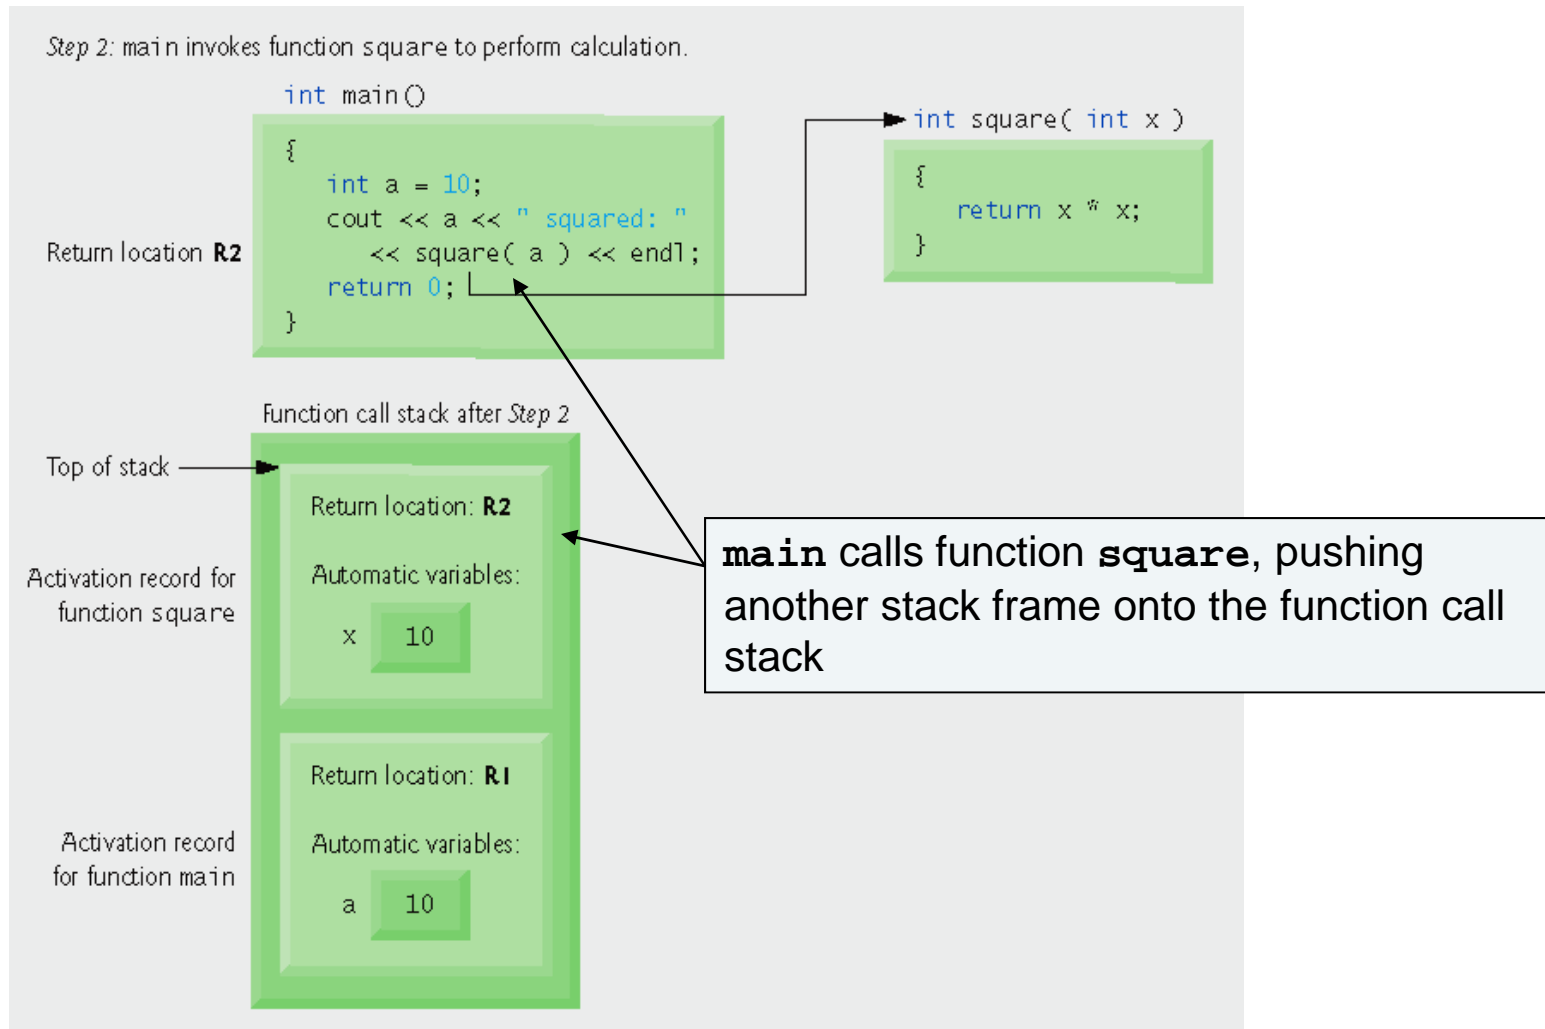 Step 2: main invokes function square to perform calculation.
int main()
{
int a = 10;
cout << a << " squared: "
<< square( a ) << endl;
return 0;
}
Return location R2
int square( int x )
{
return x * x;
}
Function call stack after Step 2
Top of stack
Return location: R2
Activation record for
function square
Automatic variables:
x 10
main calls function square, pushing
another stack frame onto the function call
stack
Return location: R1
Activation record
for function main
Automatic variables:
a 10